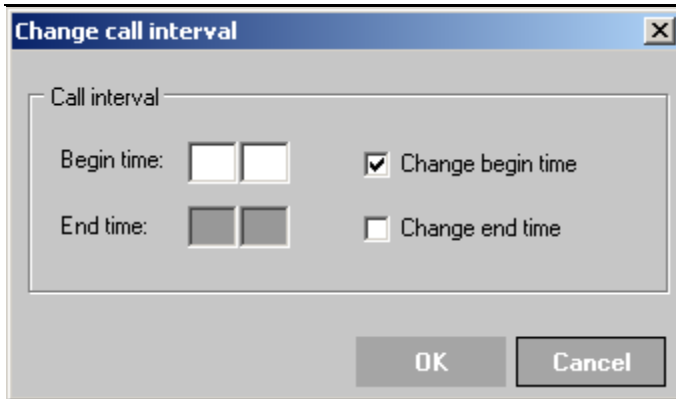 Change call interval
Call interval
Begin time:
Change begin time
End time:
Change end time
OK
Cancel